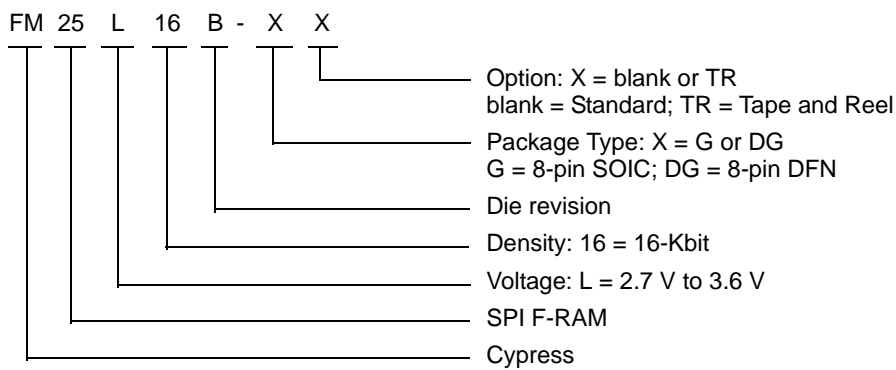 FM 25 L 16 B - X X
Option: X = blank or TR
blank = Standard; TR = Tape and Reel
Package Type: X = G or DG
G = 8-pin SOIC; DG = 8-pin DFN
Die revision
Density: 16 = 16-Kbit
Voltage: L = 2.7 V to 3.6 V
SPI F-RAM
Cypress